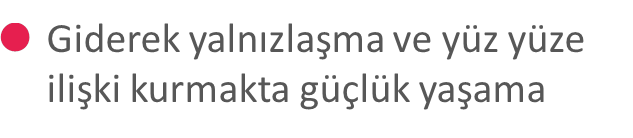 Giderek yalnızlaşma ve yüz yüze
ilişki kurmakta güçlük yaşama